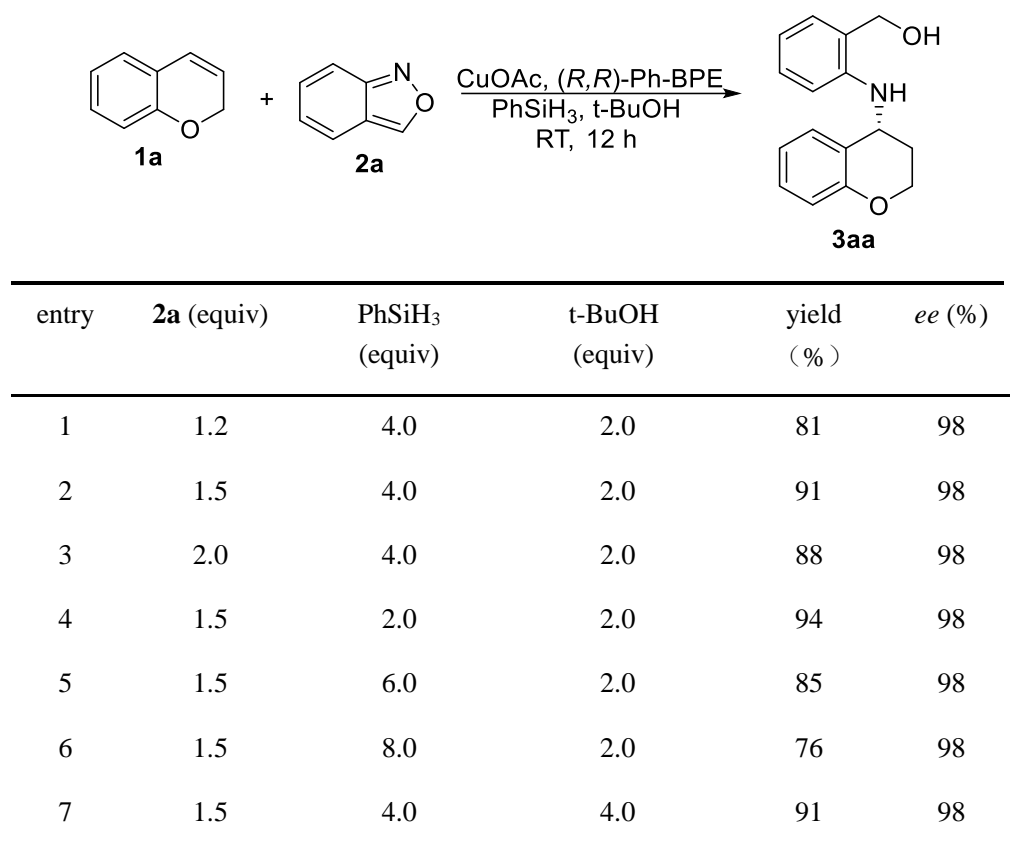 OH
NH
N
O
O
O
+
CuOAc, (R,R)-Ph-BPE
PhSiH3, t-BuOH
RT, 12 h
1a
2a
3aa
entry 2a (equiv) PhSiH3 (equiv) t-BuOH (equiv) yield （%） ee (%)
1 1.2 4.0 2.0 81 98
2 1.5 4.0 2.0 91 98
3 2.0 4.0 2.0 88 98
4 1.5 2.0 2.0 94 98
5 1.5 6.0 2.0 85 98
6 1.5 8.0 2.0 76 98
7 1.5 4.0 4.0 91 98